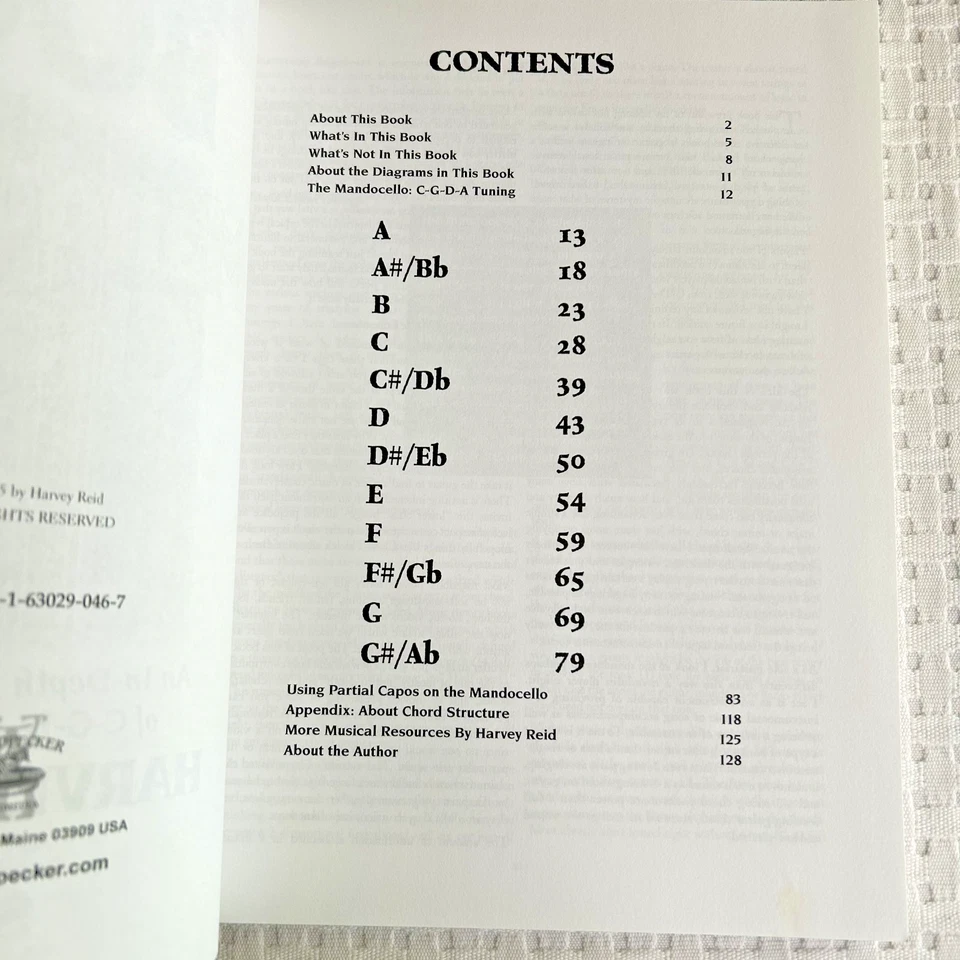 5 by Harvey Reid
HTS RESERVED
-1-63029-046-7
Maine 03909 USA
pecker.com
CONTENTS
About This Book 2
What's In This Book 5
What's Not In This Book 8
About the Diagrams in This Book 11
The Mandocello: C-G-D-A Tuning 12
A 13
A#/Bb 18
B 23
C 28
C#/Db 39
D 43
D#/Eb 50
E 54
F 59
F#/Gb 65
G 69
G#/Ab 79
Using Partial Capos on the Mandocello 83
Appendix: About Chord Structure 118
More Musical Resources By Harvey Reid 125
About the Author 128